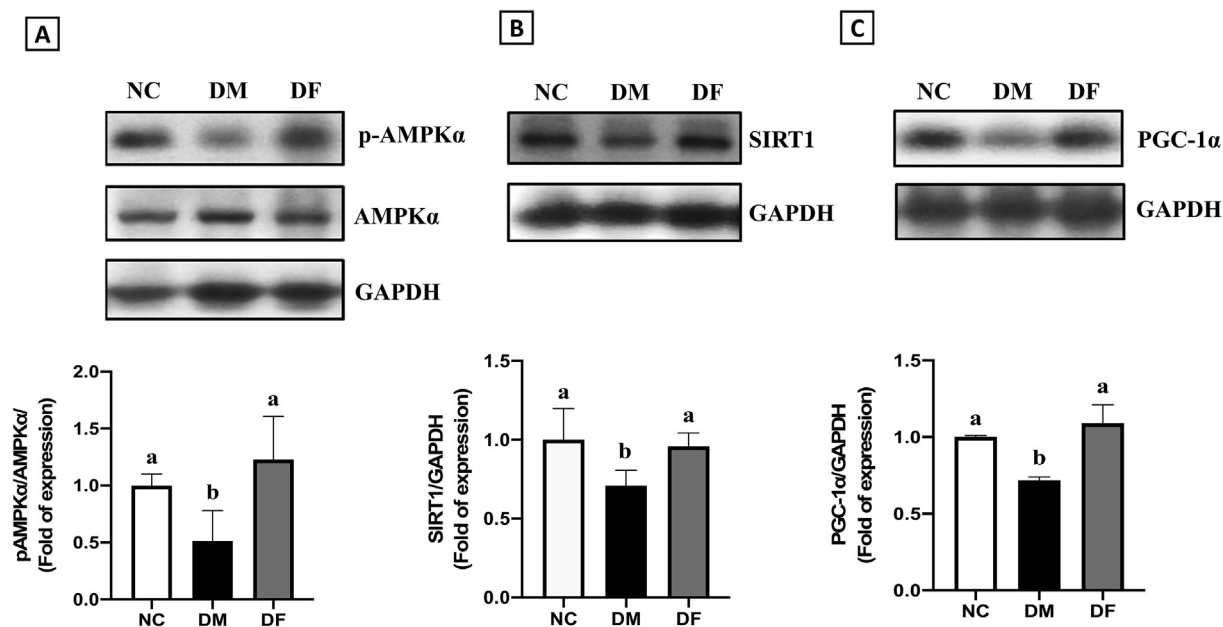 A
NC DM DF
p-AMPKα
AMPKα
GAPDH
2.0
1.5
1.0
0.5
0.0
pAMPKα/AMPKα/
(Fold of expression)
a
b
a
NC DM DF
B
NC DM DF
SIRT1
GAPDH
1.5
1.0
0.5
0.0
SIRT1/GAPDH
(Fold of expression)
a
b
a
NC DM DF
C
NC DM DF
PGC-1α
GAPDH
1.5
1.0
0.5
0.0
PGC-1α/GAPDH
(Fold of expression)
a
b
a
NC DM DF